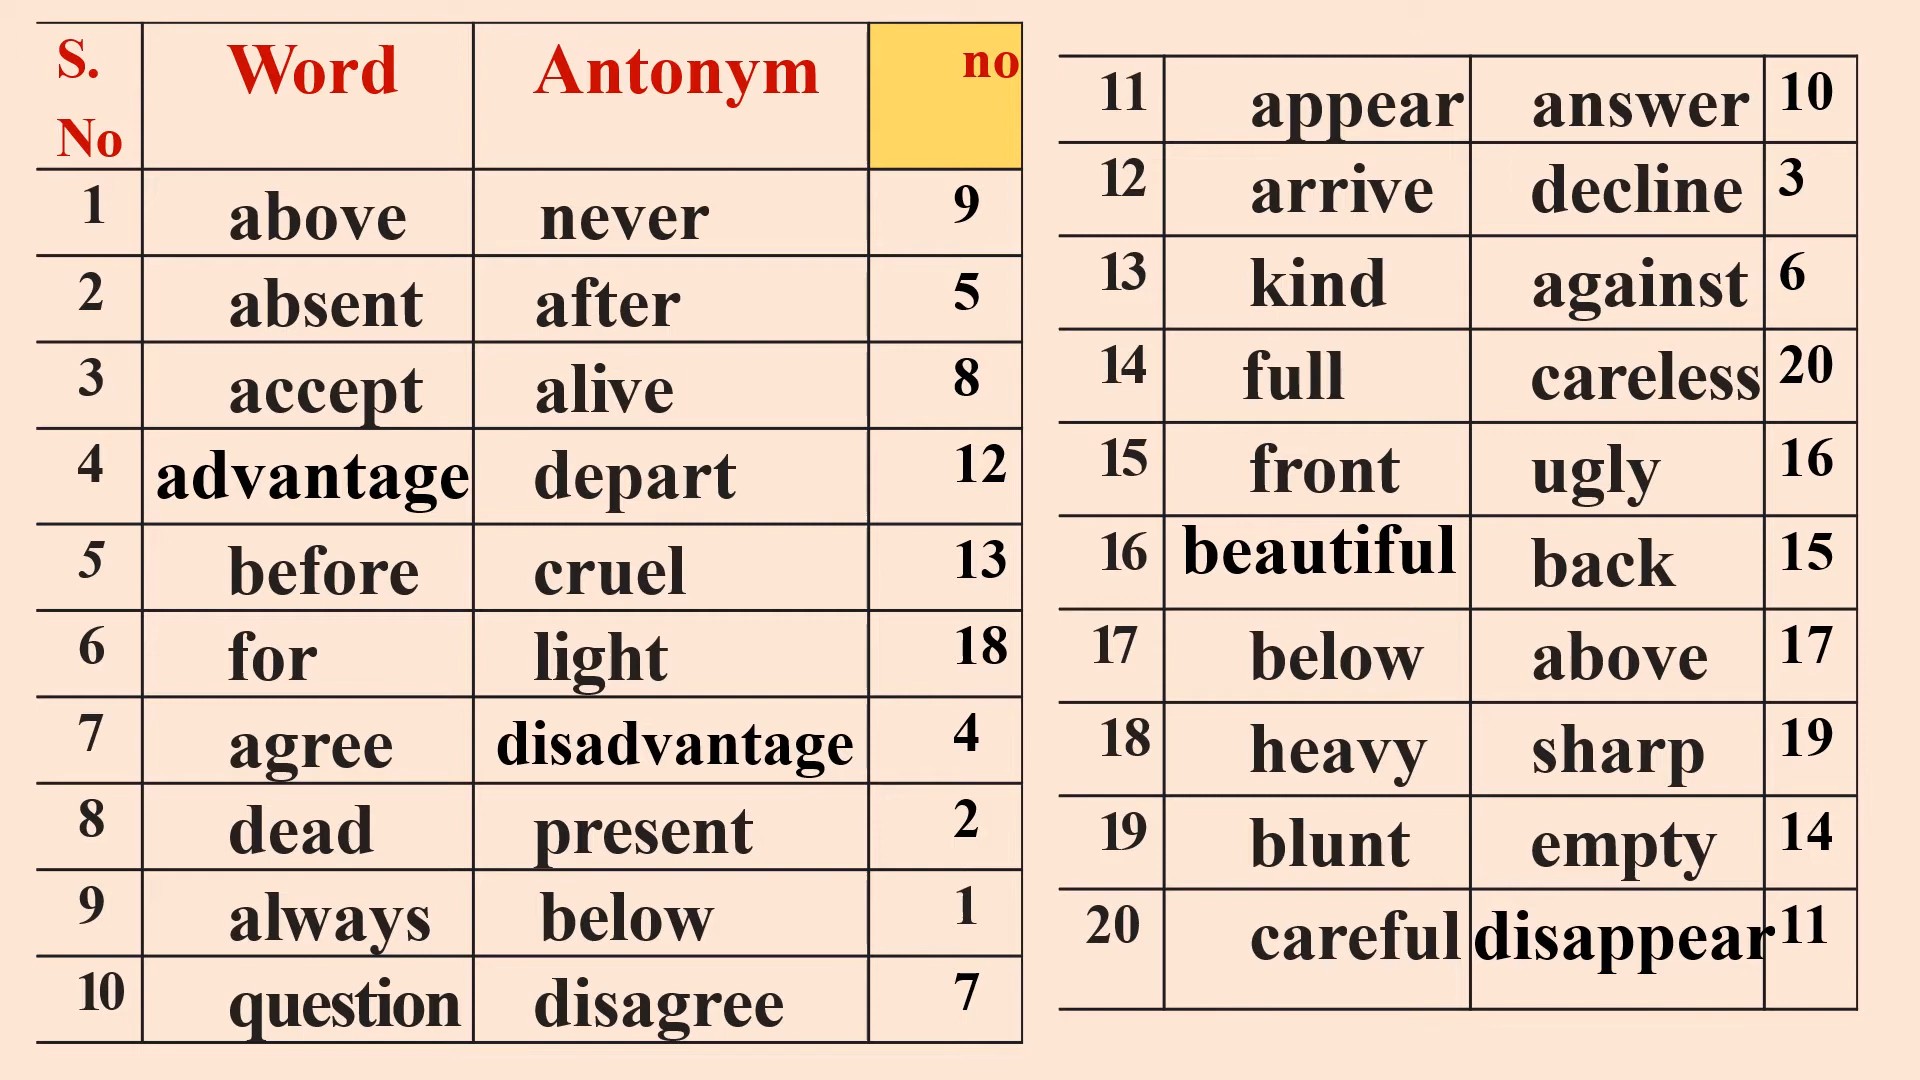 S. No Word Antonym no
1 above never 9
2 absent after 5
3 accept alive 8
4 advantage depart 12
5 before cruel 13
6 for light 18
7 agree disadvantage 4
8 dead present 2
9 always below 1
10 question disagree 7
11 appear answer 10
12 arrive decline 3
13 kind against 6
14 full careless 20
15 front ugly 16
16 beautiful back 15
17 below above 17
18 heavy sharp 19
19 blunt empty 14
20 careful disappear 11